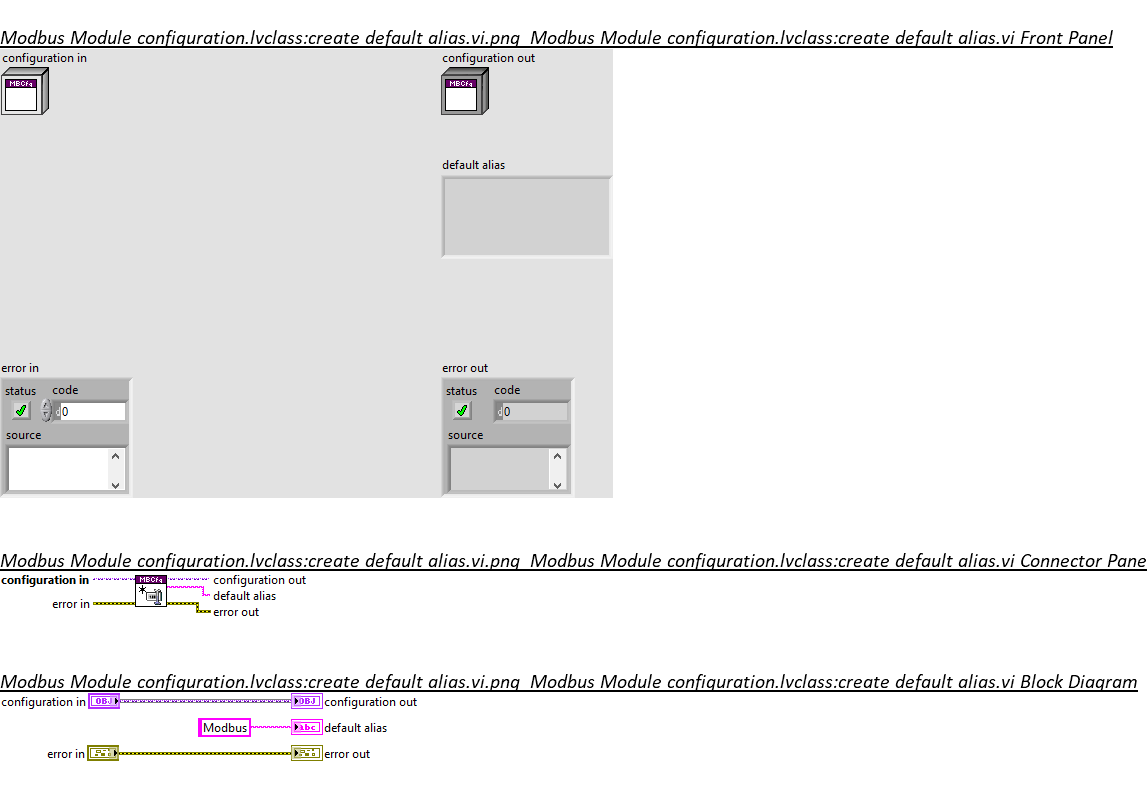 Modbus Module configuration.lvclass:create default alias.vi.png Modbus Module configuration.lvclass:create default alias.vi Front Panel
configuration in configuration out
MBCfg MBCfg
default alias
error in error out
status code status code
d 0 d 0
source source
Modbus Module configuration.lvclass:create default alias.vi.png Modbus Module configuration.lvclass:create default alias.vi Connector Pane
configuration in MBCfg configuration out
default alias
error in error out
Modbus Module configuration.lvclass:create default alias.vi.png Modbus Module configuration.lvclass:create default alias.vi Block Diagram
configuration in OBJ OBJ configuration out
Modbus abc default alias
error in error out